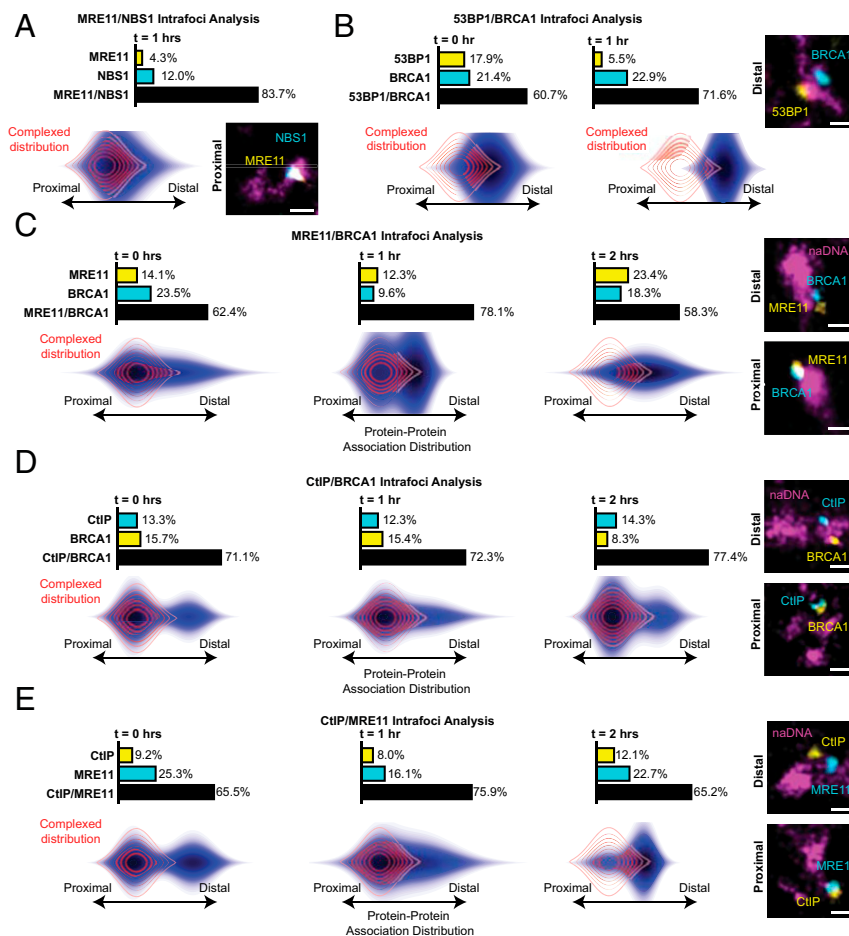 A
MRE11/NBS1 Intrafoci Analysis
t = 1 hrs
MRE11 4.3%
NBS1 12.0%
MRE11/NBS1 83.7%
Complexed
distribution
Proximal Distal
Proximal
NBS1
MRE11
B
53BP1/BRCA1 Intrafoci Analysis
t = 0 hr t = 1 hr
53BP1 17.9% 5.5%
BRCA1 21.4% 22.9%
53BP1/BRCA1 60.7% 71.6%
Complexed
distribution
Proximal Distal Proximal Distal
Distal
BRCA1
53BP1
C
MRE11/BRCA1 Intrafoci Analysis
t = 0 hrs t = 1 hr t = 2 hrs
MRE11 14.1% 12.3% 23.4%
BRCA1 23.5% 9.6% 18.3%
MRE11/BRCA1 62.4% 78.1% 58.3%
Complexed
distribution
Proximal Distal Proximal Distal Proximal Distal
Protein-Protein
Association Distribution
Distal
naDNA
BRCA1
MRE11
Proximal
MRE11
BRCA1
D
CtIP/BRCA1 Intrafoci Analysis
t = 0 hrs t = 1 hr t = 2 hrs
CtIP 13.3% 12.3% 14.3%
BRCA1 15.7% 15.4% 8.3%
CtIP/BRCA1 71.1% 72.3% 77.4%
Complexed
distribution
Proximal Distal Proximal Distal Proximal Distal
Protein-Protein
Association Distribution
Distal
naDNA
CtIP
BRCA1
Proximal
CtIP
BRCA1
E
CtIP/MRE11 Intrafoci Analysis
t = 0 hrs t = 1 hr t = 2 hrs
CtIP 9.2% 8.0% 12.1%
MRE11 25.3% 16.1% 22.7%
CtIP/MRE11 65.5% 75.9% 65.2%
Complexed
distribution
Proximal Distal Proximal Distal Proximal Distal
Protein-Protein
Association Distribution
Distal
naDNA
CtIP
MRE11
Proximal
MRE1
CtIP